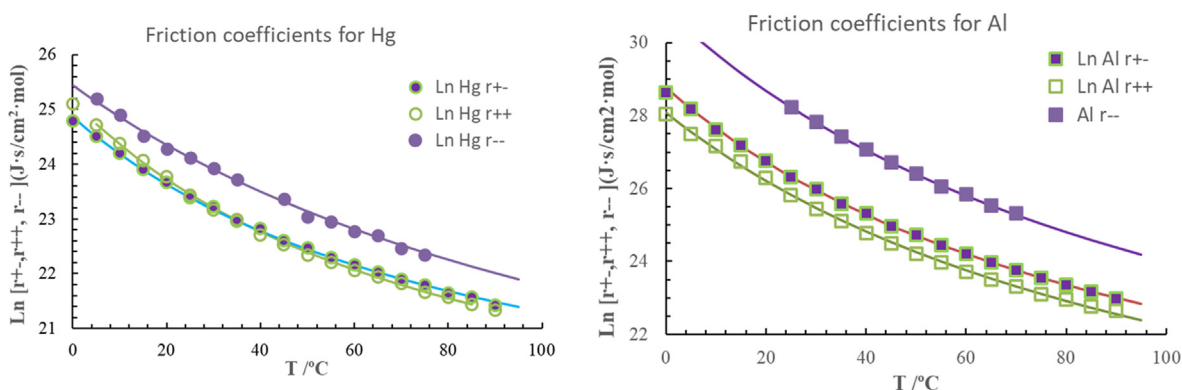 Friction coefficients for Hg
Ln [r+-,r++, r-- ](J·s/cm²·mol)
26
25
24
23
22
21
0
20
40
60
80
100
T /ºC
Ln Hg r+-
Ln Hg r++
Ln Hg r--
Friction coefficients for Al
Ln [r+-,r++, r-- ](J·s/cm2·mol)
30
28
26
24
22
0
20
40
60
80
100
T /ºC
Ln Al r+-
Ln Al r++
Al r--